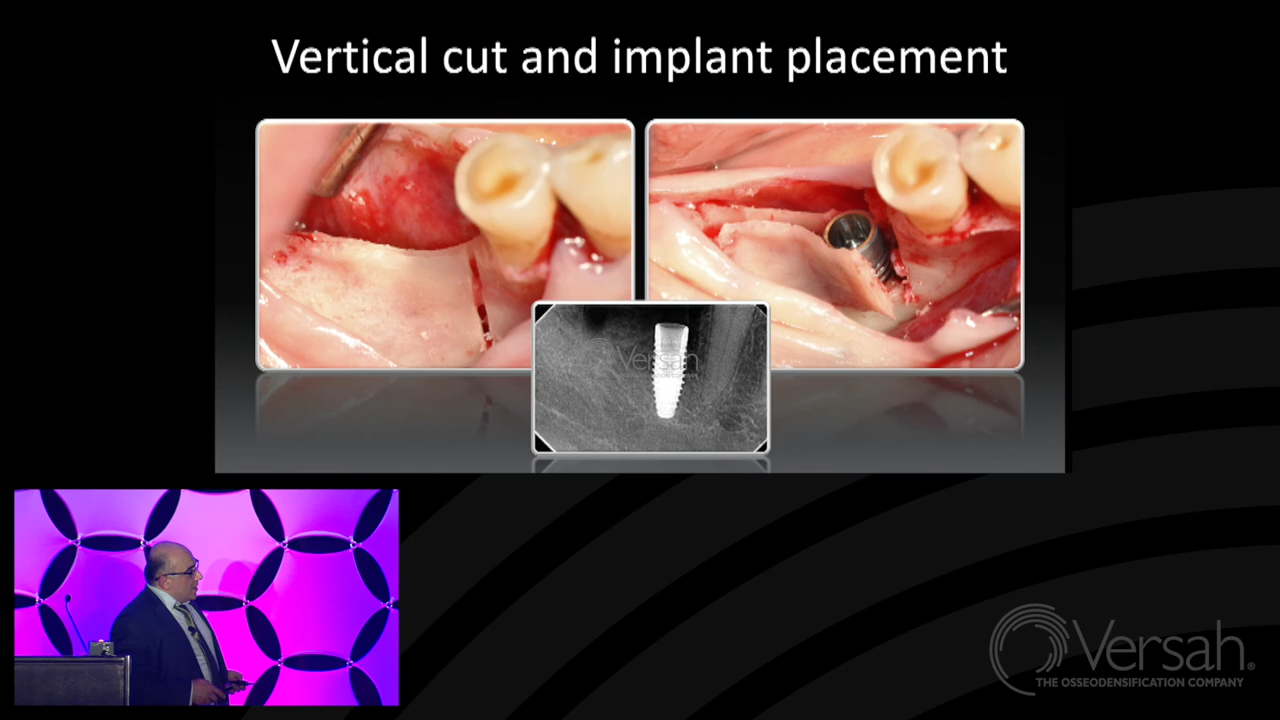 Vertical cut and implant placement
Versah
Versah®
THE OSSEODENSIFICATION COMPANY